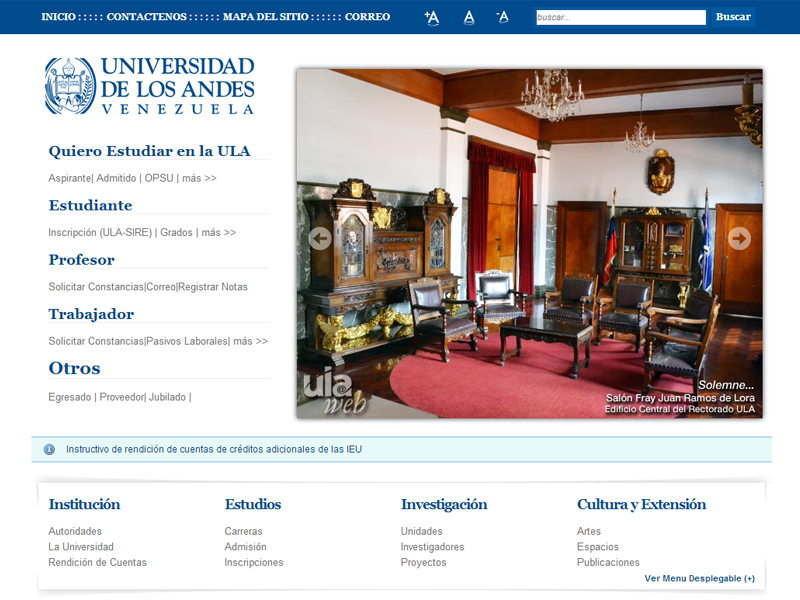 INICIO : : : : : CONTACTENOS : : : : : : MAPA DEL SITIO : : : : : : CORREO
+A A -A
buscar... Buscar
UNIVERSIDAD
DE LOS ANDES
VENEZUELA
Quiero Estudiar en la ULA
Aspirante| Admitido | OPSU | más >>
Estudiante
Inscripción (ULA-SIRE) | Grados | más >>
Profesor
Solicitar Constancias|Correo|Registrar Notas
Trabajador
Solicitar Constancias|Pasivos Laborales| más >>
Otros
Egresado | Proveedor| Jubilado |
ula
web
Solemne...
Salón Fray Juan Ramos de Lora
Edificio Central del Rectorado ULA
Instructivo de rendición de cuentas de créditos adicionales de las IEU
Institución
Autoridades
La Universidad
Rendición de Cuentas
Estudios
Carreras
Admisión
Inscripciones
Investigación
Unidades
Investigadores
Proyectos
Cultura y Extensión
Artes
Espacios
Publicaciones
Ver Menu Desplegable (+)